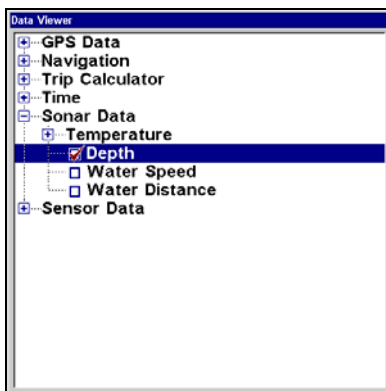 Data Viewer
GPS Data
Navigation
Trip Calculator
Time
Sonar Data
Temperature
Depth
Water Speed
Water Distance
Sensor Data